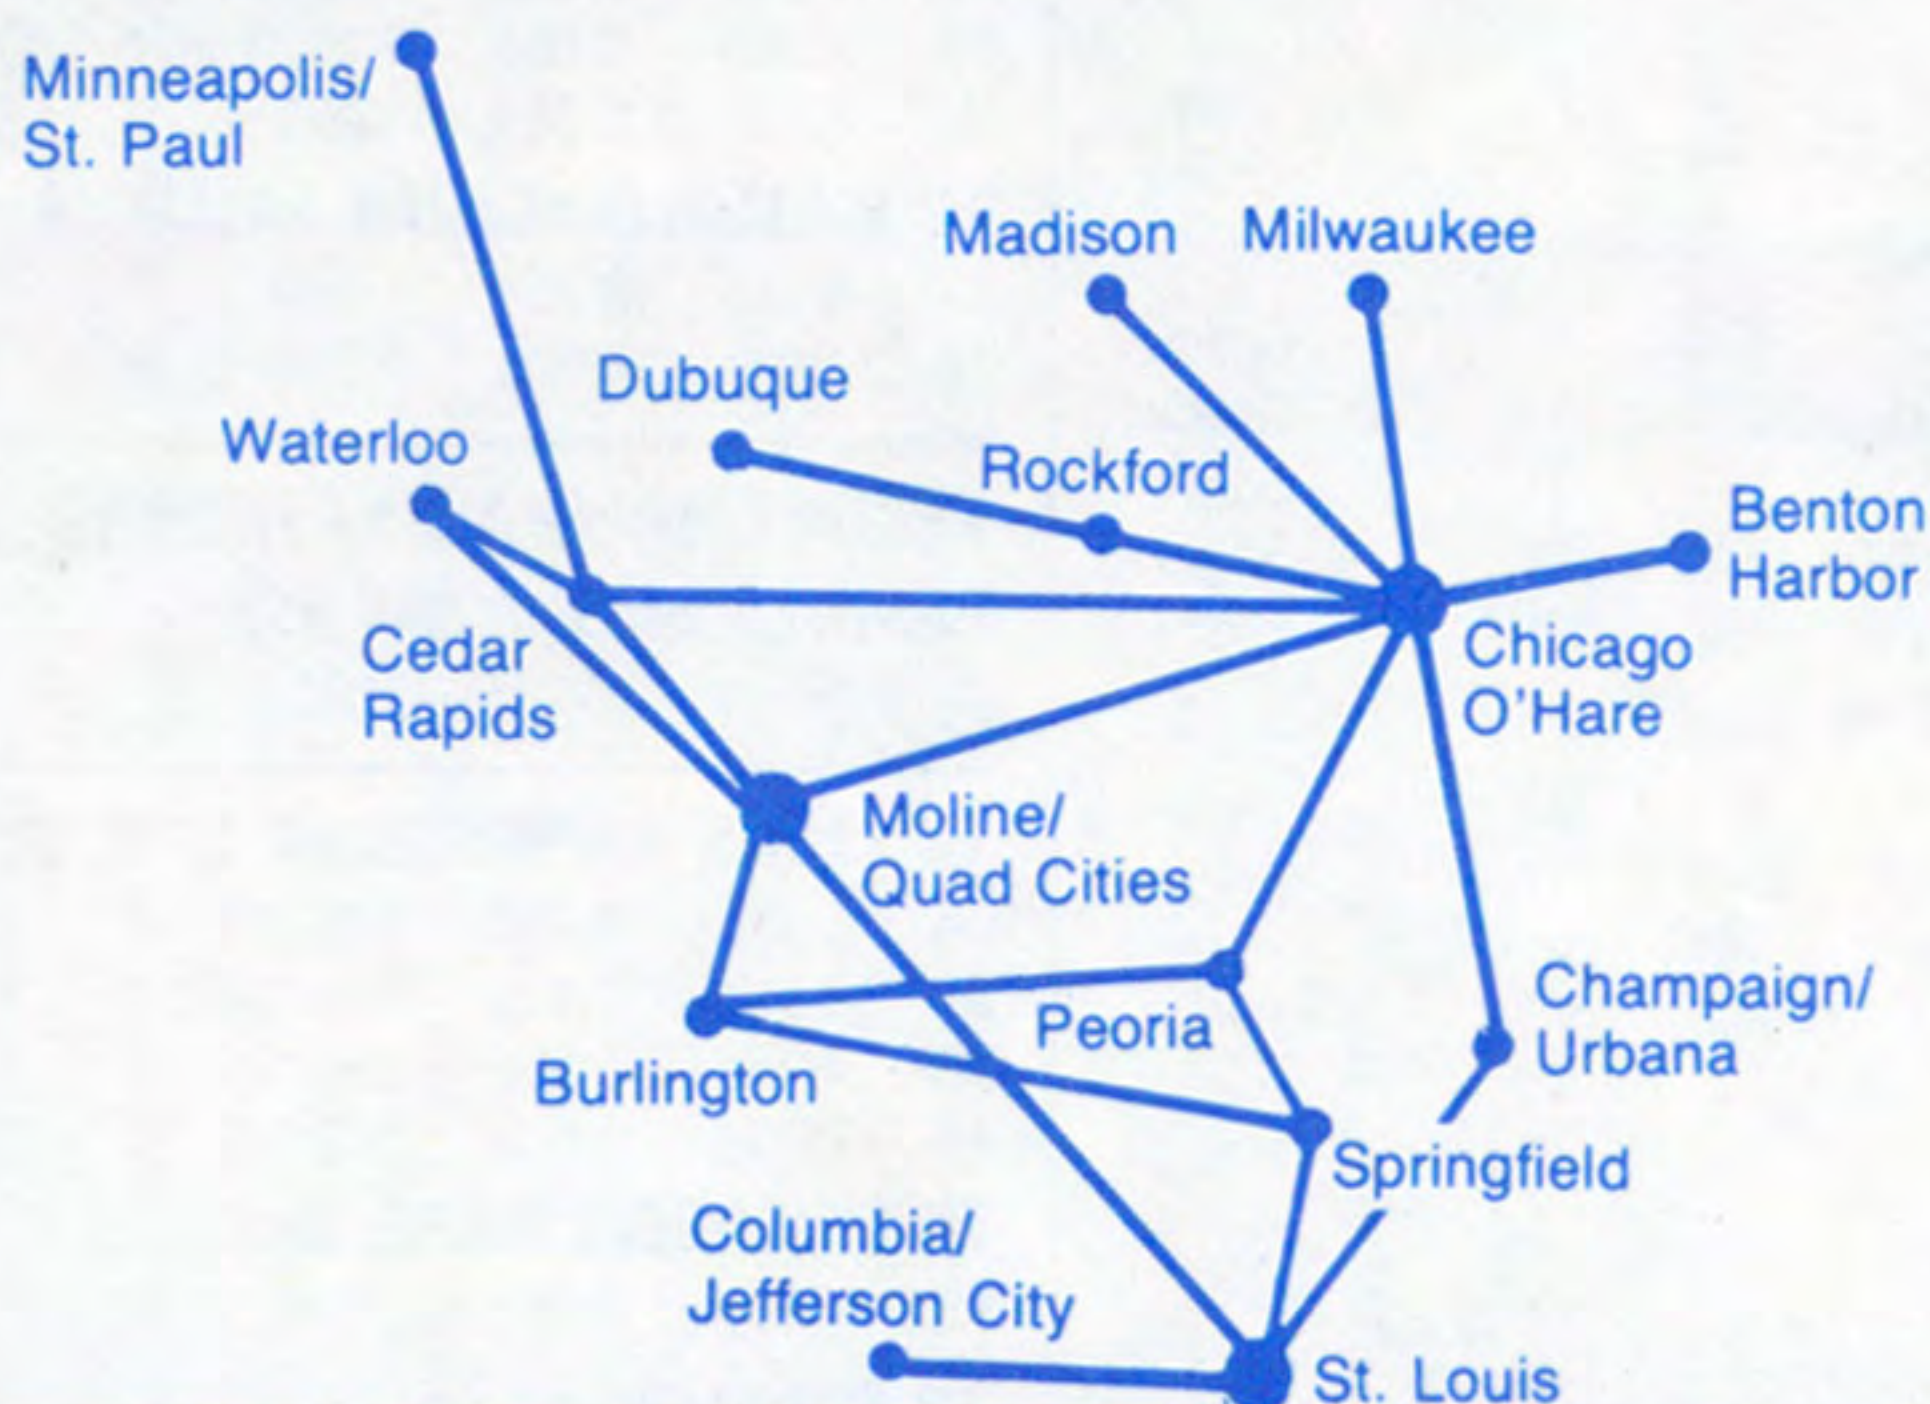 Minneapolis/
St. Paul
Madison
Milwaukee
Dubuque
Waterloo
Rockford
Benton
Harbor
Cedar
Rapids
Chicago
O'Hare
Moline/
Quad Cities
Peoria
Champaign/
Urbana
Burlington
Springfield
Columbia/
Jefferson City
St. Louis